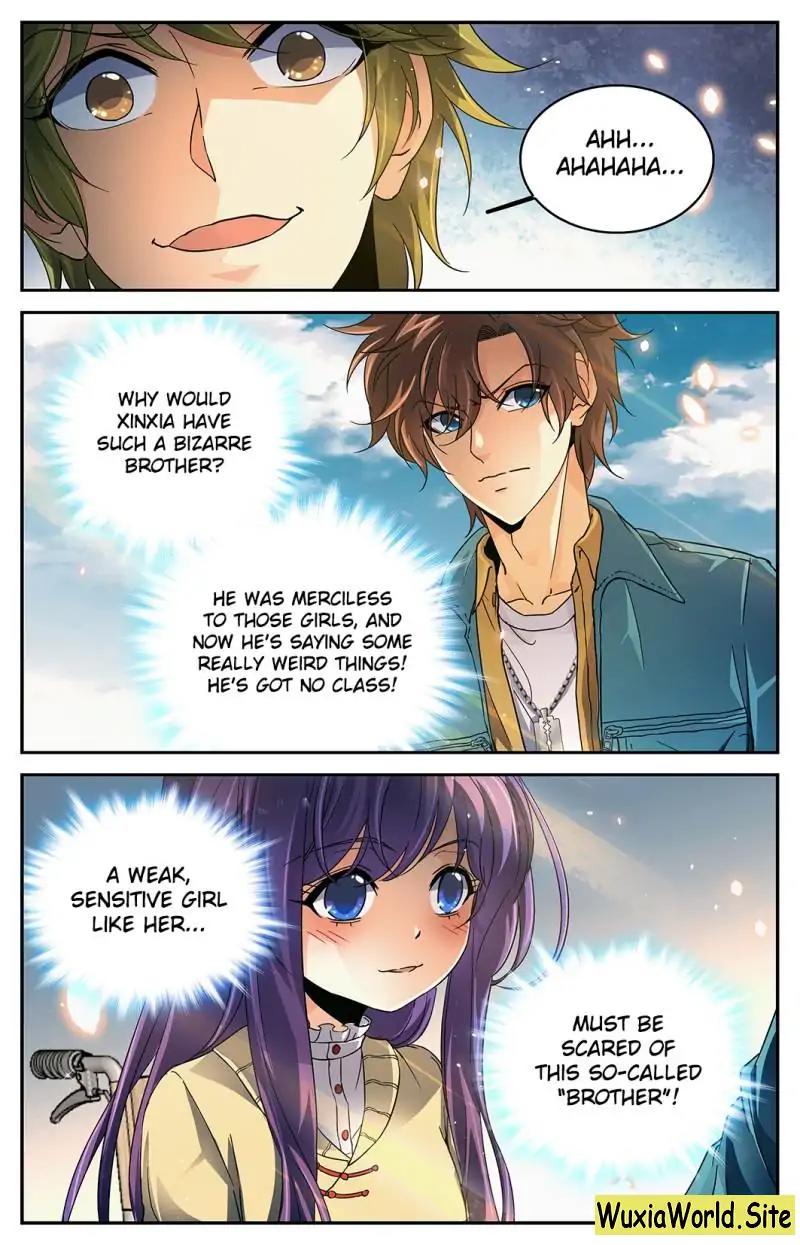 AHH...
AHAHAHA...
WHY WOULD
XINXIA HAVE
SUCH A BIZARRE
BROTHER?
HE WAS MERCILESS
TO THOSE GIRLS, AND
NOW HE'S SAYING SOME
REALLY WEIRD THINGS!
HE'S GOT NO CLASS!
A WEAK,
SENSITIVE GIRL
LIKE HER...
MUST BE
SCARED OF
THIS SO-CALLED
"BROTHER"!
WuxiaWorld.Site